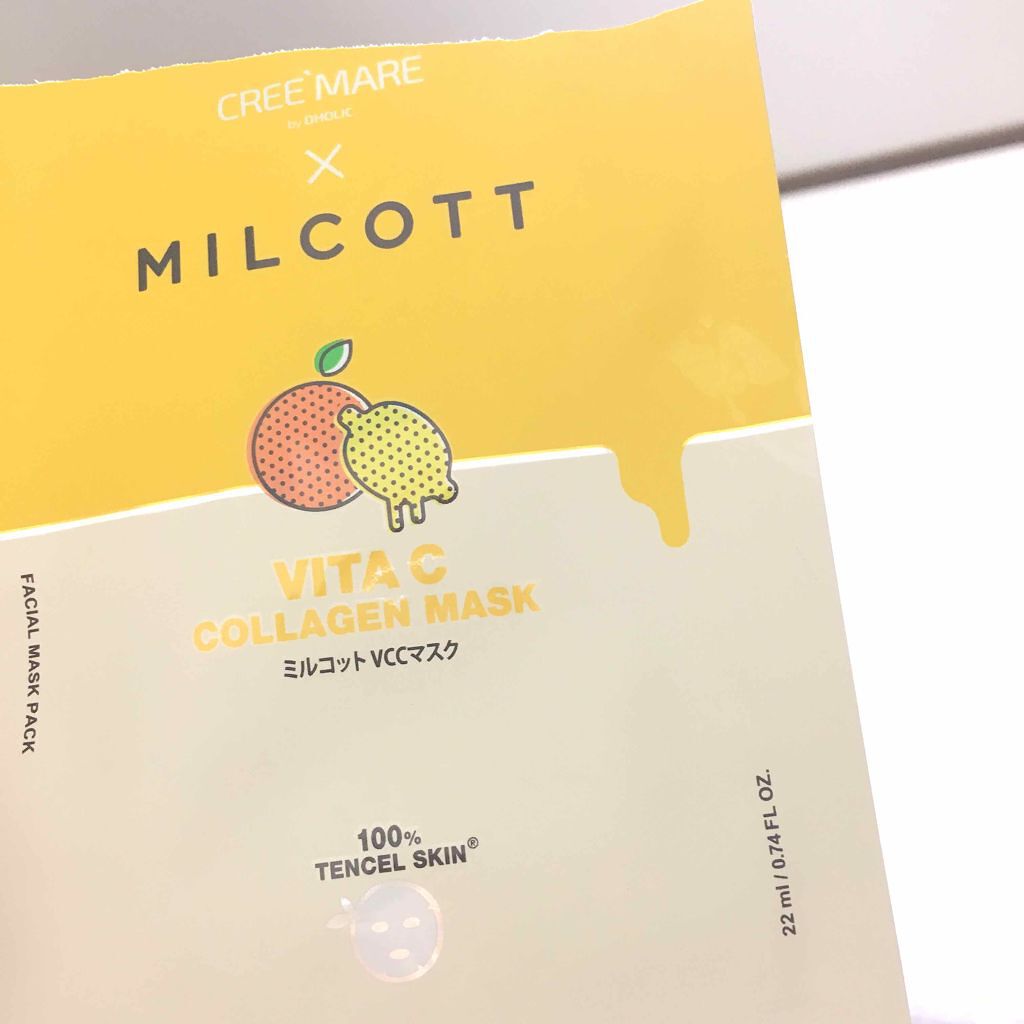 CREE`MARE
by DHOLIC
×
MILCOTT
VITA C
COLLAGEN MASK
ミルコット VCCマスク
FACIAL MASK PACK
100%
TENCEL SKIN®
22 ml / 0.74 FL OZ.